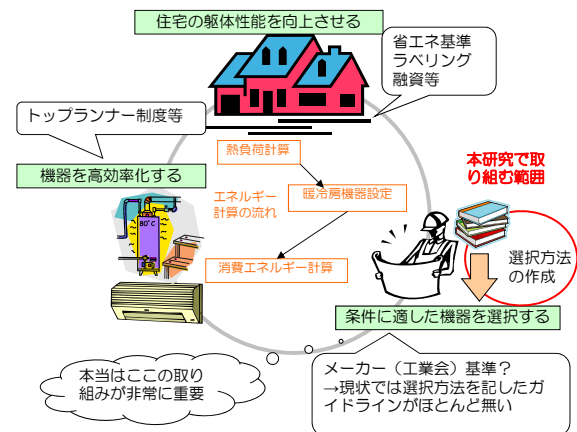 住宅の躯体性能を向上させる
省エネ基準
ラベリング
融資等
トップランナー制度等
機器を高効率化する
熱負荷計算
エネルギー
計算の流れ
暖冷房機器設定
消費エネルギー計算
80℃
本研究で取
り組む範囲
選択方法
の作成
条件に適した機器を選択する
本当はここの取り
組みが非常に重要
メーカー（工業会）基準？
→現状では選択方法を記したガ
イドラインがほとんど無い